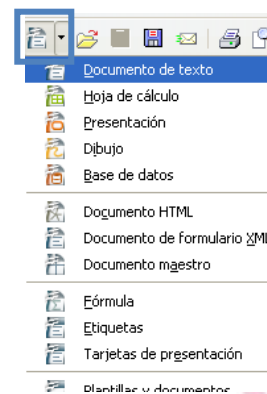 Documento de texto
Hoja de cálculo
Presentación
Dibujo
Base de datos
Documento HTML
Documento de formulario XML
Documento maestro
Fórmula
Etiquetas
Tarjetas de presentación
Plantillas y documentos